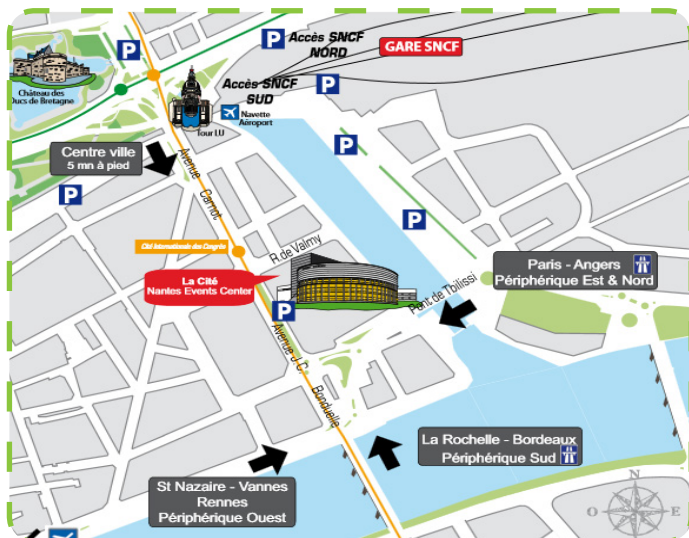 P
P
Accès SNCF
NORD
GARE SNCF
Château des
Ducs de Bretagne
Accès SNCF
SUD
P
Navette
Aéroport
Tour LU
Centre ville
5 mn à pied
P
P
Avenue Carnot
P
Cité Internationale des Congrès
R. de Valmy
La Cité
Nantes Events Center
Paris - Angers
Périphérique Est & Nord
Pont de Tbilissi
P
Avenue J.C. Bonduelle
La Rochelle - Bordeaux
Périphérique Sud
St Nazaire - Vannes
Rennes
Périphérique Ouest
N
O
E
S